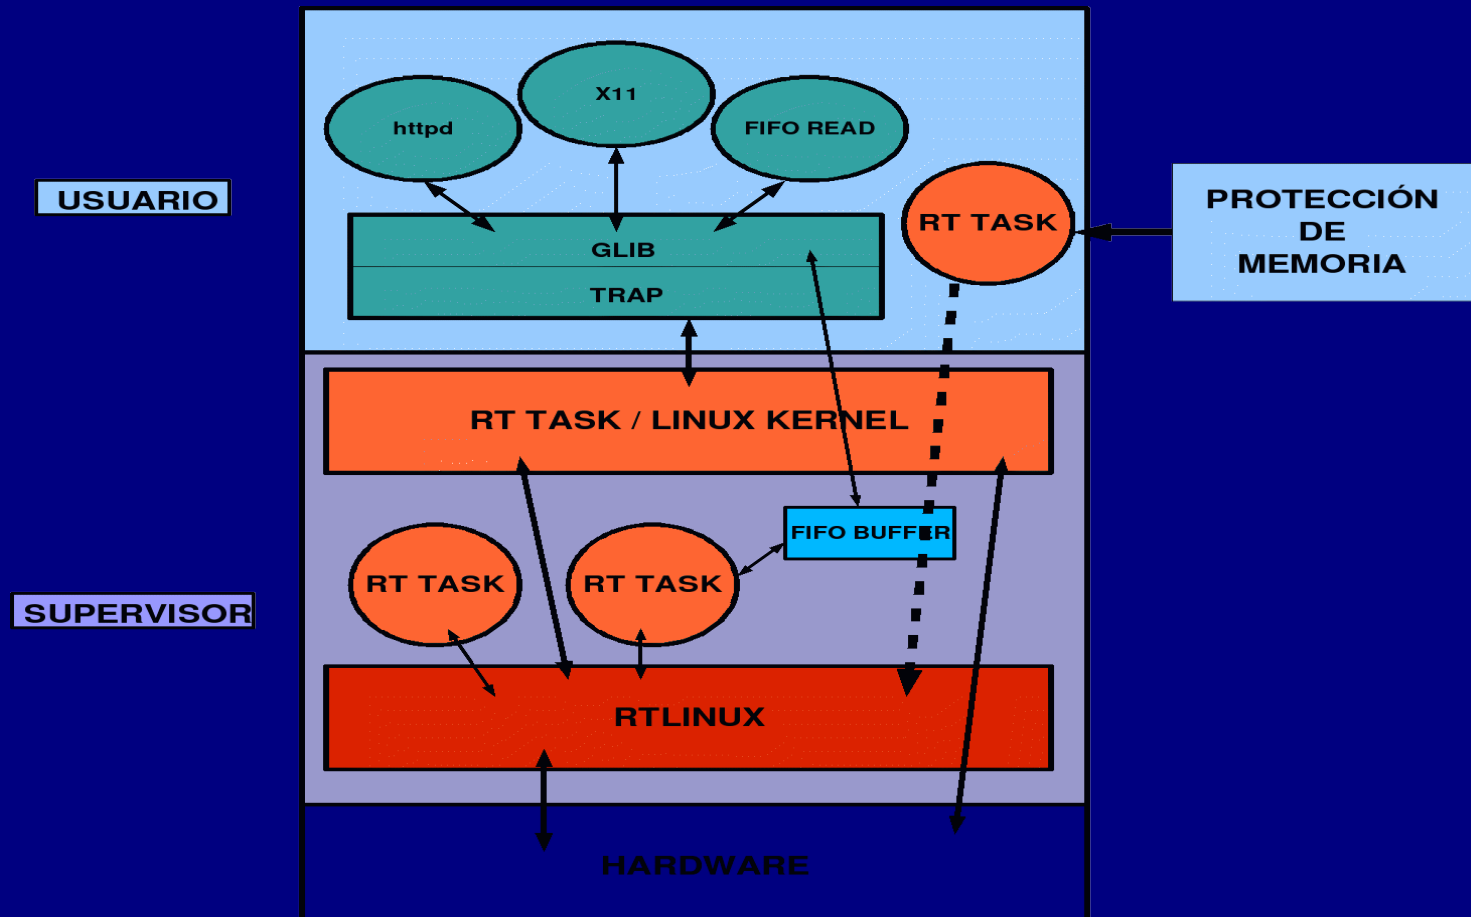 X11
httpd
FIFO READ
USUARIO
RT TASK
PROTECCIÓN
DE
MEMORIA
GLIB
TRAP
RT TASK / LINUX KERNEL
FIFO BUFFER
RT TASK
RT TASK
SUPERVISOR
RTLINUX
HARDWARE